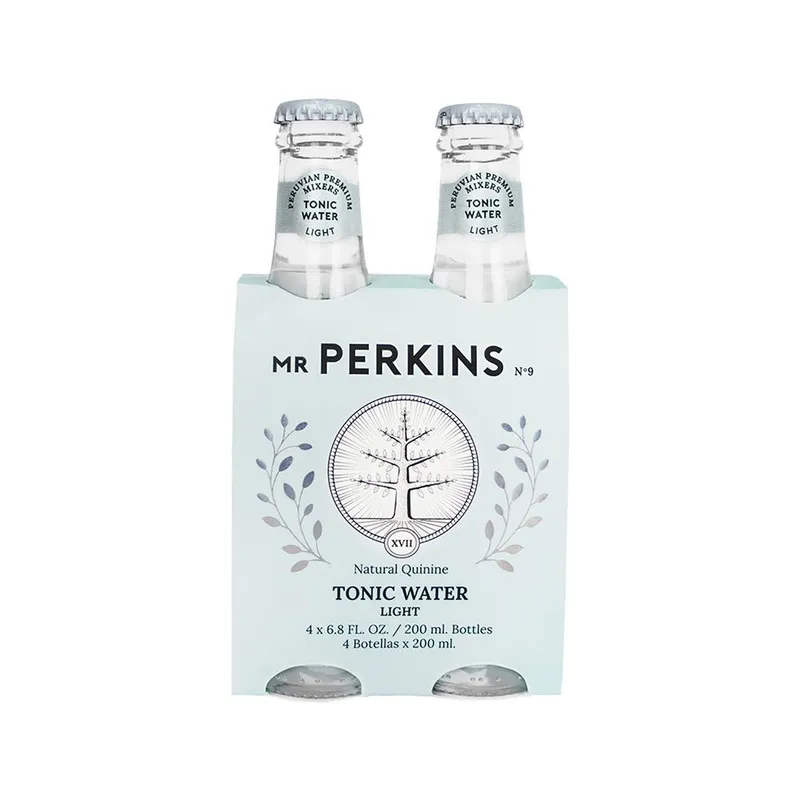 PERUVIAN PREMIUM
MIXERS
TONIC
WATER
LIGHT
PERUVIAN PREMIUM
MIXERS
TONIC
WATER
LIGHT
MR PERKINS Nº9
XVII
Natural Quinine
TONIC WATER
LIGHT
4 x 6.8 FL. OZ. / 200 ml. Bottles
4 Botellas x 200 ml.